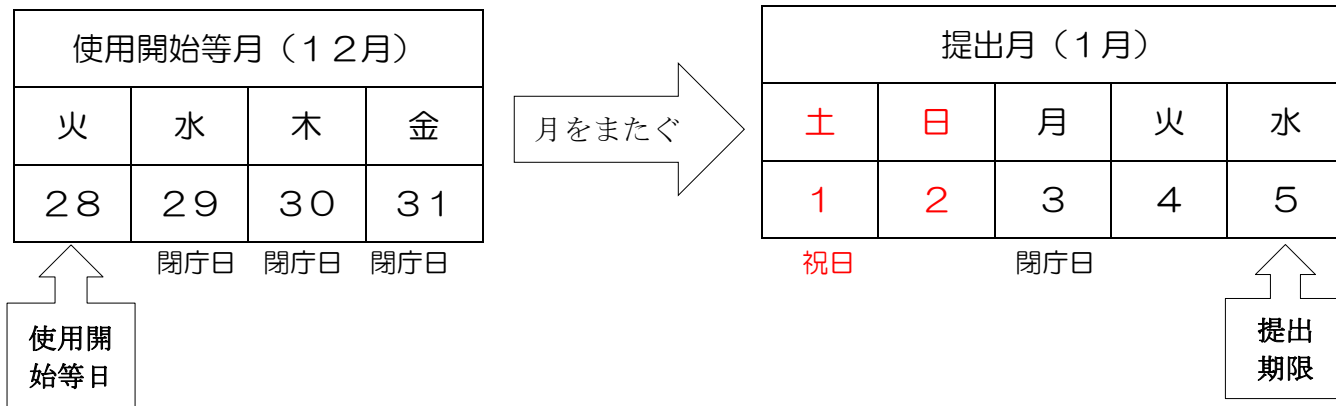 使用開始等月（１２月）
火 水 木 金
２８ ２９ ３０ ３１
閉庁日 閉庁日 閉庁日
使用開
始等日
月をまたぐ
提出月（１月）
土 日 月 火 水
１ ２ ３ ４ ５
祝日 閉庁日
提出
期限